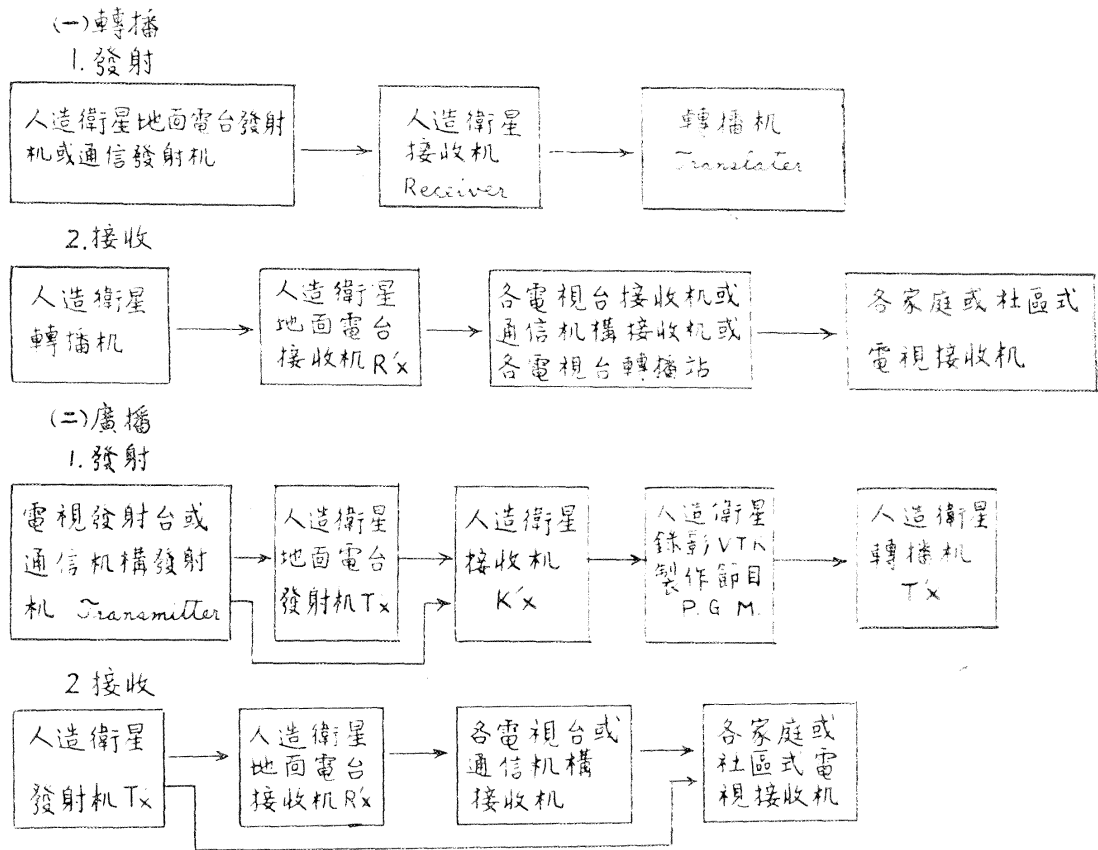 (一)轉播
1.發射
人造衛星地面電台發射
机或通信發射机
人造衛星
接收机
Receiver
轉播机
Translater
2.接收
人造衛星
轉播机
人造衛星
地面電台
接收机R'x
各電視台接收机或
通信机構接收机或
各電視台轉播站
各家庭或社區式
電視接收机
(二)廣播
1.發射
電視發射台或
通信机構發射
机 Transmitter
人造衛星
地面電台
發射机T'x
人造衛星
接收机
R'x
人造衛星
錄影VTR
製作節目
P.G M.
人造衛星
轉播机
T'x
2 接收
人造衛星
發射机T'x
人造衛星
地面電台
接收机R'x
各電視台或
通信机構
接收机
各家庭或
社區式電
視接收机